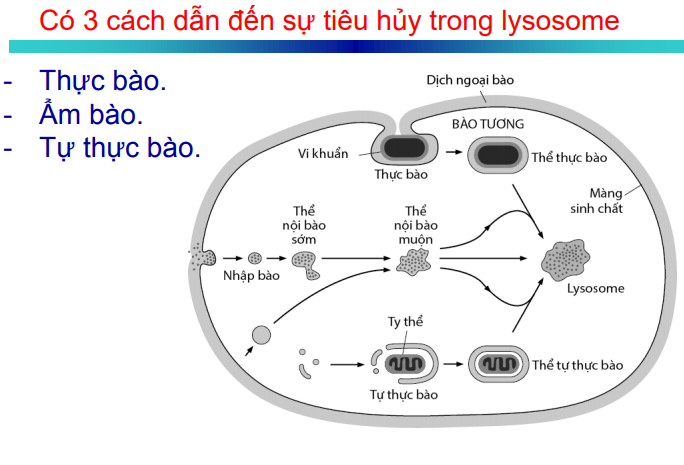 Có 3 cách dẫn đến sự tiêu hủy trong lysosome
- Thực bào.
- Ẩm bào.
- Tự thực bào.
Dịch ngoại bào
BÀO TƯƠNG
Vi khuẩn
Thực bào
Thể thực bào
Màng
sinh chất
Thể
nội bào
sớm
Thể
nội bào
muộn
Nhập bào
Lysosome
Ty thể
Tự thực bào
Thể tự thực bào